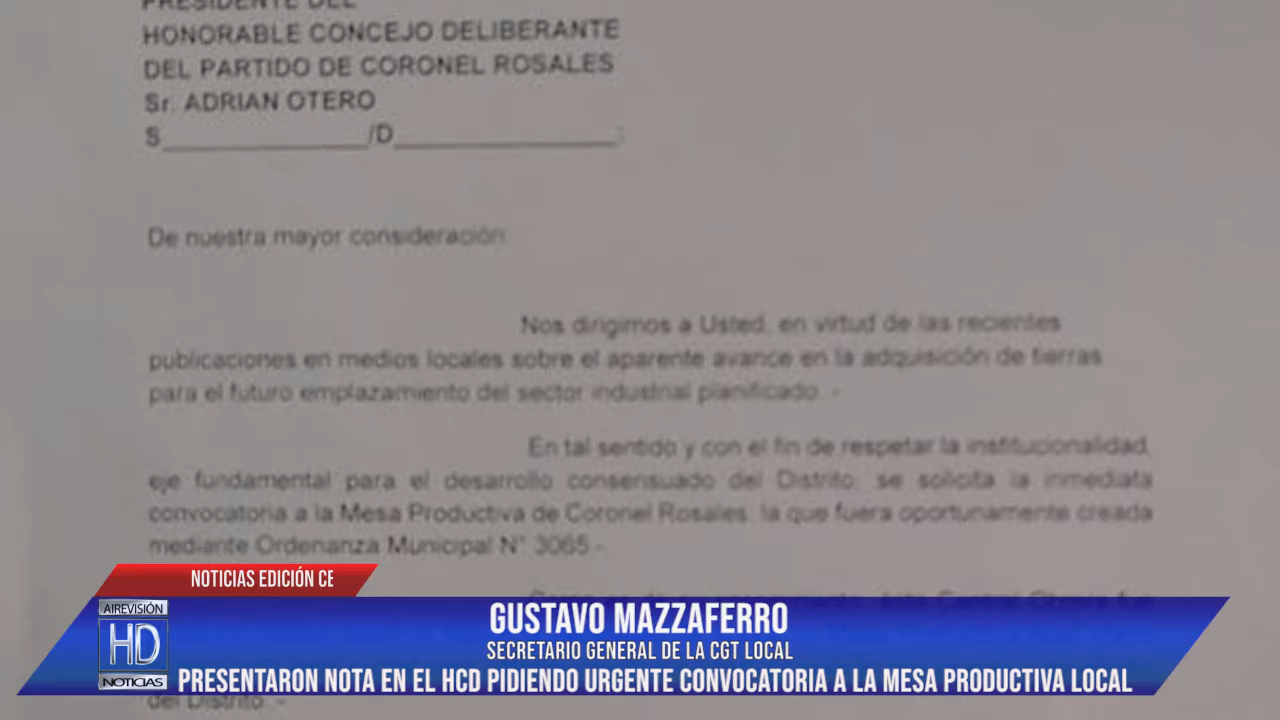 PRESIDENTE DEL
HONORABLE CONCEJO DELIBERANTE
DEL PARTIDO DE CORONEL ROSALES
Sr. ADRIAN OTERO
S_______________/D________________:
De nuestra mayor consideración
Nos dirigimos a Usted, en virtud de las recientes
publicaciones en medios locales sobre el aparente avance en la adquisición de tierras
para el futuro emplazamiento del sector industrial planificado. -
En tal sentido y con el fin de respetar la institucionalidad,
eje fundamental para el desarrollo consensuado del Distrito, se solicita la inmediata
convocatoria a la Mesa Productiva de Coronel Rosales, la que fuera oportunamente creada
mediante Ordenanza Municipal N° 3065 -
NOTICIAS EDICIÓN CE
AIREVISIÓN
HD
NOTICIAS
GUSTAVO MAZZAFERRO
SECRETARIO GENERAL DE LA CGT LOCAL
PRESENTARON NOTA EN EL HCD PIDIENDO URGENTE CONVOCATORIA A LA MESA PRODUCTIVA LOCAL
del Distrito. -